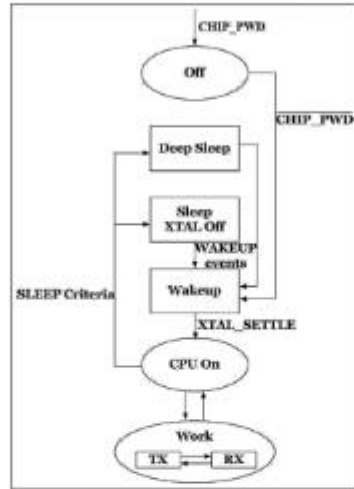 CHIP_PWD
Off
CHIP_PWD
Deep Sleep
Sleep
XTAL Off
WAKEUP
events
SLEEP Criteria
Wakeup
XTAL_SETTLE
CPU On
Work
TX
RX